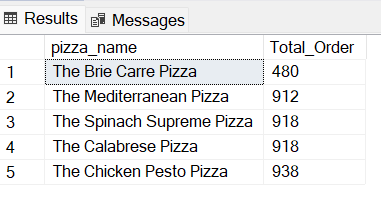 Results Messages
pizza_name Total_Order
1 The Brie Carre Pizza 480
2 The Mediterranean Pizza 912
3 The Spinach Supreme Pizza 918
4 The Calabrese Pizza 918
5 The Chicken Pesto Pizza 938